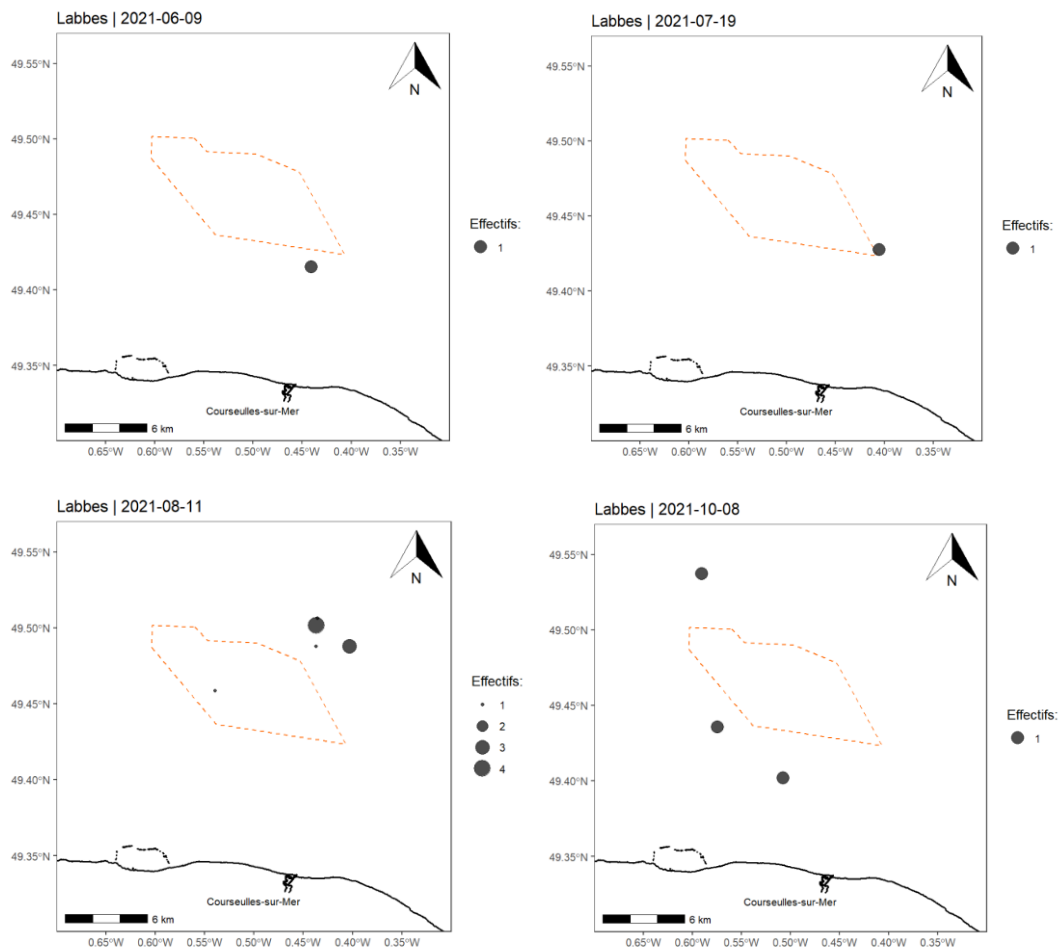 Labbes | 2021-06-09
49.55°N
49.50°N
49.45°N
49.40°N
49.35°N
N
Courseulles-sur-Mer
6 km
0.65°W 0.60°W 0.55°W 0.50°W 0.45°W 0.40°W 0.35°W
Effectifs:
1
Labbes | 2021-07-19
49.55°N
49.50°N
49.45°N
49.40°N
49.35°N
N
Courseulles-sur-Mer
6 km
0.65°W 0.60°W 0.55°W 0.50°W 0.45°W 0.40°W 0.35°W
Effectifs:
1
Labbes | 2021-08-11
49.55°N
49.50°N
49.45°N
49.40°N
49.35°N
N
Courseulles-sur-Mer
6 km
0.65°W 0.60°W 0.55°W 0.50°W 0.45°W 0.40°W 0.35°W
Effectifs:
1
2
3
4
Labbes | 2021-10-08
49.55°N
49.50°N
49.45°N
49.40°N
49.35°N
N
Courseulles-sur-Mer
6 km
0.65°W 0.60°W 0.55°W 0.50°W 0.45°W 0.40°W 0.35°W
Effectifs:
1